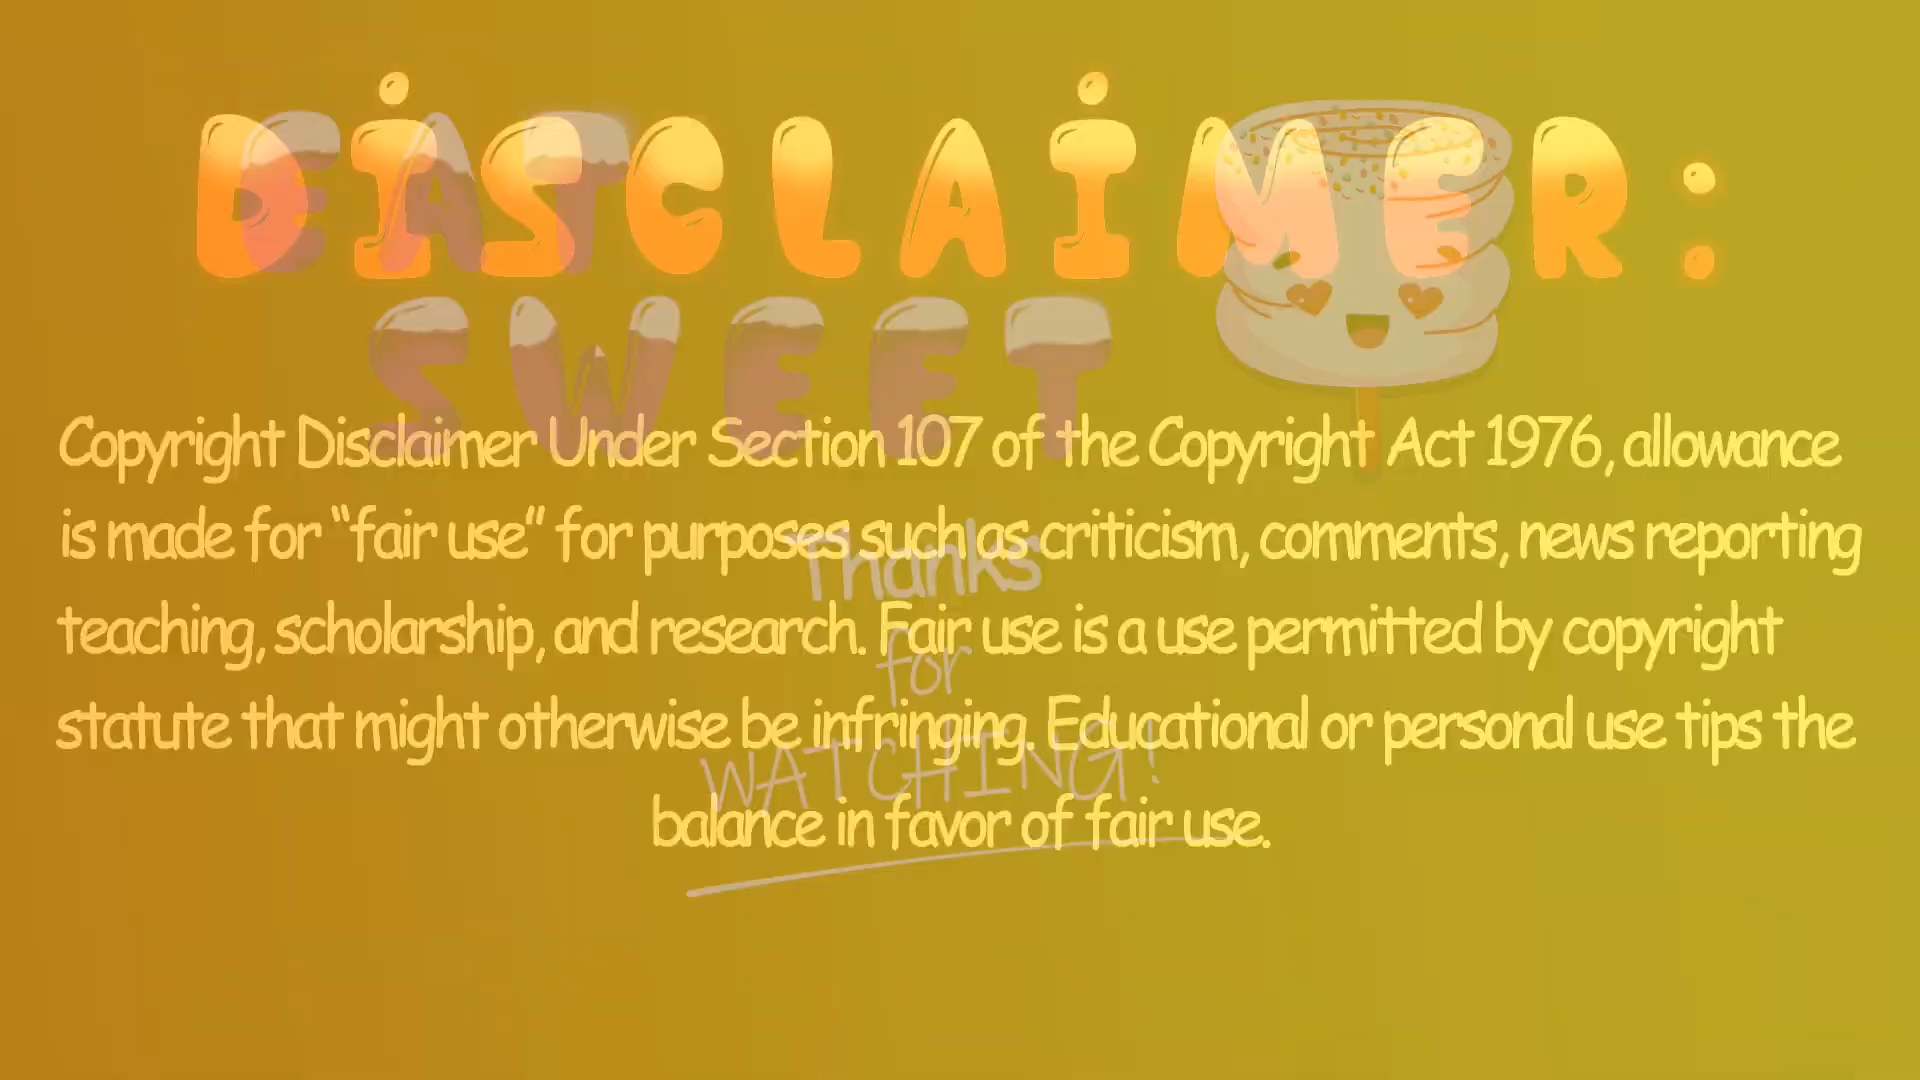 DiSCLAiMER:
EAT
SWEET
Copyright Disclaimer Under Section 107 of the Copyright Act 1976, allowance
is made for “fair use” for purposes such as criticism, comments, news reporting
teaching, scholarship, and research. Fair use is a use permitted by copyright
statute that might otherwise be infringing. Educational or personal use tips the
balance in favor of fair use.
Thanks
for
WATCHING!